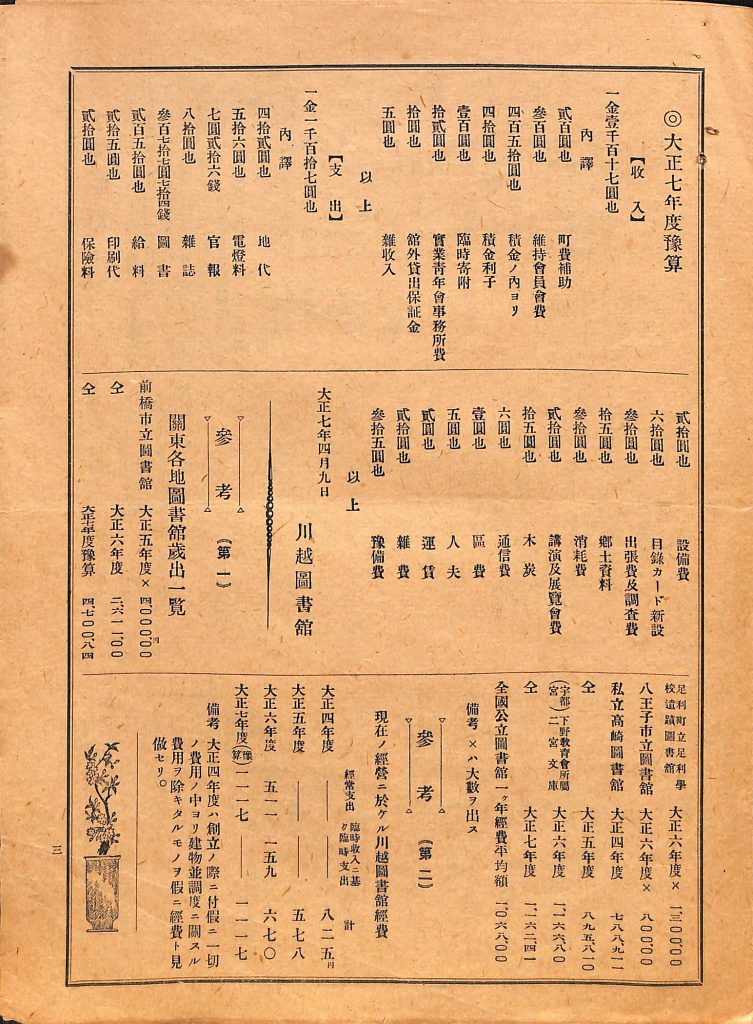 ◎大正七年度豫算
【收入】
一金壹千百十七圓也
內譯
貳百圓也 町費補助
參百圓也 維持會員會費
四百五拾圓也 積金ノ內ヨリ
四拾圓也 積金利子
壹百圓也 臨時寄附
拾貳圓也 實業靑年會事務所費
拾圓也 館外貸出保証金
五圓也 雜收入
以上
【支出】
一金一千百拾七圓也
內譯
四拾貳圓也 地代
五拾六圓也 電燈料
七圓貳拾六錢 官報
八拾圓也 雜誌
參百七拾七圓七拾四錢 圖書
貳百五拾圓也 給料
貳拾五圓也 印刷代
貳拾圓也 保險料
貳拾圓也 設備費
六拾圓也 目錄カード新設
參拾圓也 出張費及調查費
拾五圓也 鄕土資料
參拾圓也 消耗費
貳拾圓也 講演及展覽會費
拾五圓也 木炭
六圓也 通信費
壹圓也 區費
五圓也 人夫
貳圓也 運賃
貳拾圓也 雜費
參拾五圓也 豫備費
以上
大正七年四月九日
川越圖書館
參考(第一)
關東各地圖書館歲出一覽
前橋市立圖書館 大正五年度× 四、〇〇〇、〇〇円
仝 大正六年度 二、六一一、〇〇
仝 大正七年度豫算 四、七〇〇、八四
足利町立足利學校遺蹟圖書館 大正六年度× 一三〇〇、〇〇
八王子市立圖書館 大正六年度× 八〇〇、〇〇
私立高崎圖書館 大正四年度 七八八、九一一
仝 大正五年度 八九五、八一〇
(宇都宮)下野敎育會所屬二宮文庫 大正六年度 一、一六六、八〇
仝 大正七年度 一、一六二、四一
全國公立圖書館一ヶ年經費平均額 一、〇六八、〇〇
備考 ×ハ大數ヲ出ス
參考(第二)
現在ノ經營ニ於ケル川越圖書館經費
經常支出 臨時收入ニ基ク臨時支出 計
大正四年度 ― ― 八二五円
大正五年度 ― ― 五七八
大正六年度 五一一 一五九 六七〇
大正七年度(豫算) 一一一七 ― 一一一七
備考 大正四年度ハ創立ノ際ニ付假ニ一切
ノ費用ノ中ヨリ建物並調度ニ關スル
費用ヲ除キタルモノヲ假ニ經費ト見
做セリ。
三